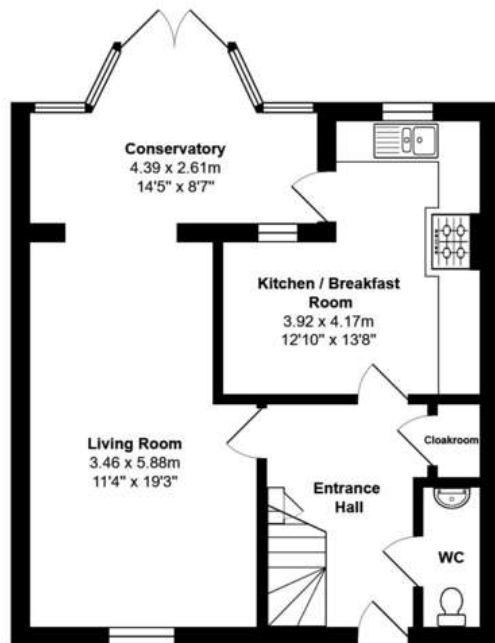 Conservatory
4.39 x 2.61m
14'5" x 8'7"
Kitchen / Breakfast
Room
3.92 x 4.17m
12'10" x 13'8"
Living Room
3.46 x 5.88m
11'4" x 19'3"
Cloakroom
Entrance
Hall
WC